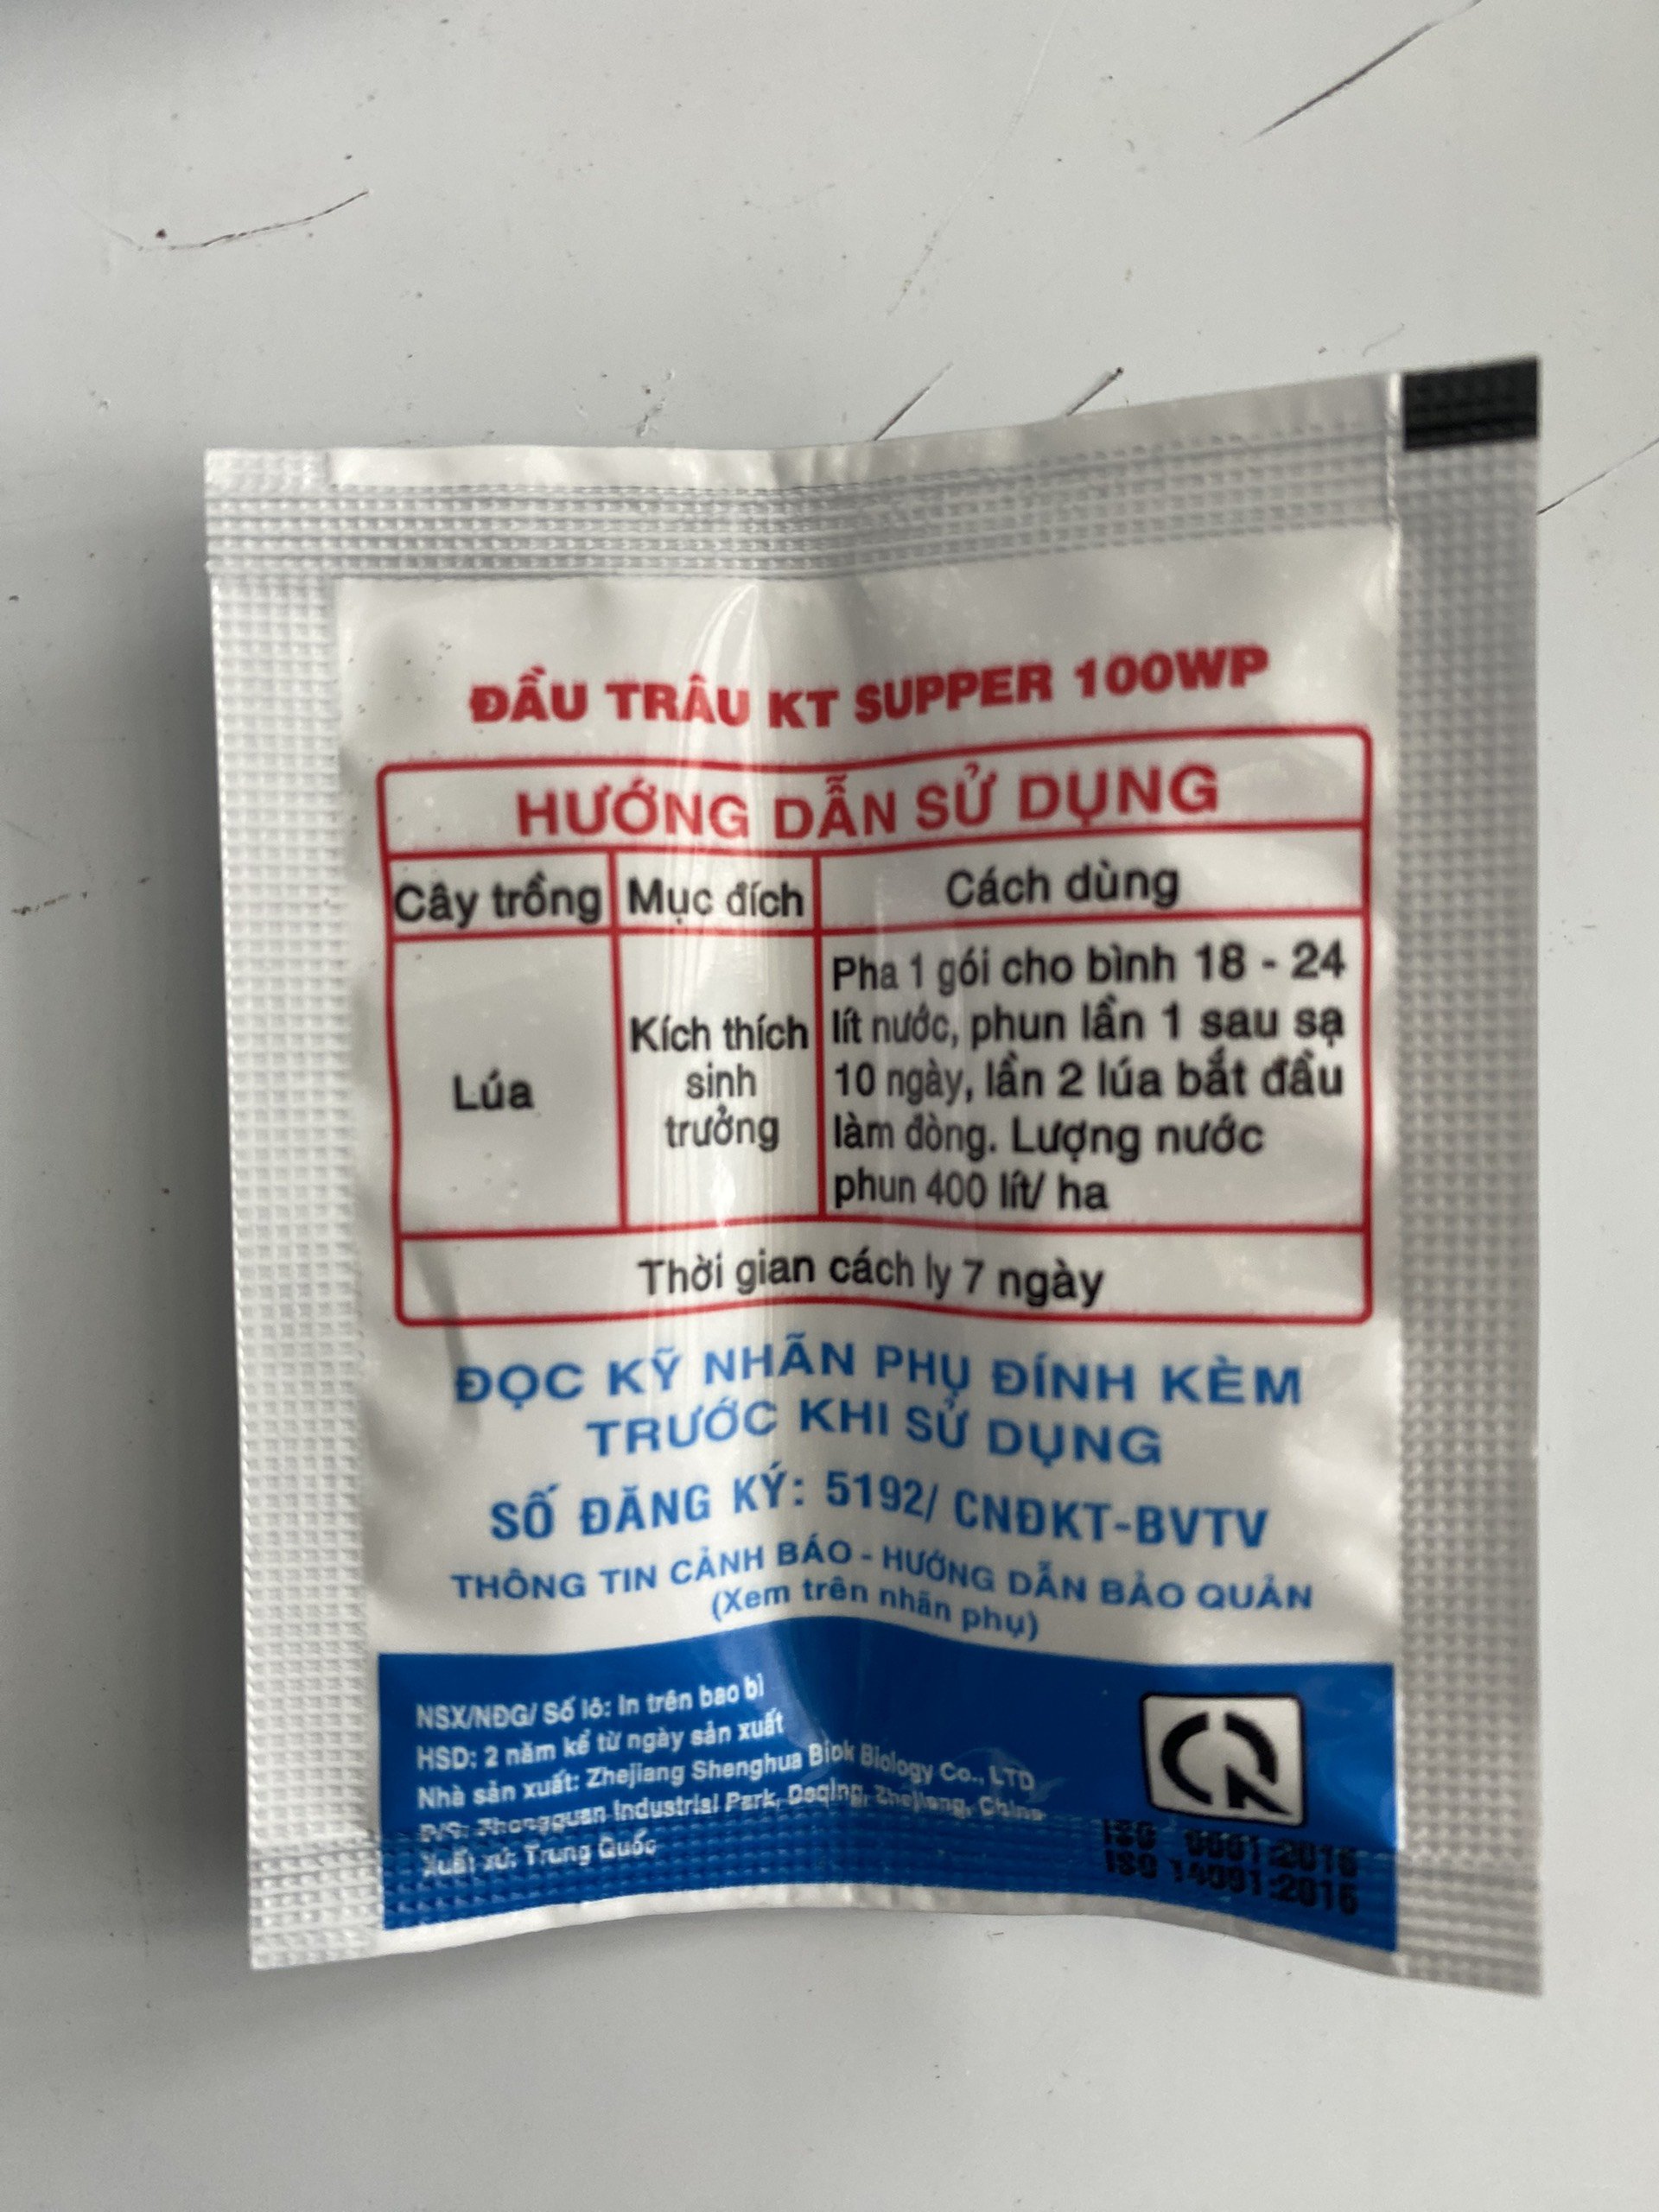 ĐẦU TRÂU KT SUPPER 100WP
HƯỚNG DẪN SỬ DỤNG
Cây trồng Mục đích Cách dùng
Lúa
Kích thích
sinh
trưởng
Pha 1 gói cho bình 18 - 24
lít nước, phun lần 1 sau sạ
10 ngày, lần 2 lúa bắt đầu
làm đòng. Lượng nước
phun 400 lít/ ha
Thời gian cách ly 7 ngày
ĐỌC KỸ NHÃN PHỤ ĐÍNH KÈM
TRƯỚC KHI SỬ DỤNG
SỐ ĐĂNG KÝ: 5192/ CNĐKT-BVTV
THÔNG TIN CẢNH BÁO - HƯỚNG DẪN BẢO QUẢN
(Xem trên nhãn phụ)
NSX/NĐG/ Số lô: In trên bao bì
HSD: 2 năm kể từ ngày sản xuất
Nhà sản xuất: Zhejiang Shenghua Biok Biology Co., LTD
Đ/C: Zhongguan Industrial Park, Deqing, Zhejiang, China
Xuất xứ: Trung Quốc
ISO 9001:2015
ISO 14001:2015